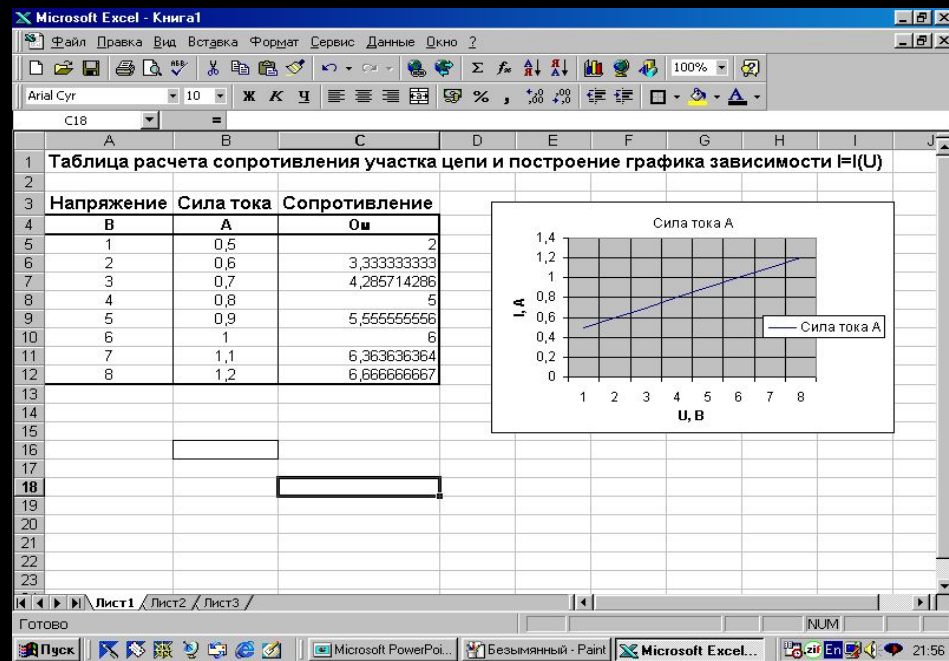 Microsoft Excel - Книга1
Файл Правка Вид Вставка Формат Сервис Данные Окно ?
100%
Arial Cyr 10 Ж К Ч % ,
C18 =
A B C D E F G H I J
1 Таблица расчета сопротивления участка цепи и построение графика зависимости I=I(U)
2
3 Напряжение Сила тока Сопротивление
4 В А Ом
5 1 0,5 2
6 2 0,6 3,333333333
7 3 0,7 4,285714286
8 4 0,8 5
9 5 0,9 5,555555556
10 6 1 6
11 7 1,1 6,363636364
12 8 1,2 6,666666667
13
14
15
16
17
18
19
20
21
22
23
Сила тока А
1,4
1,2
1
0,8
0,6
0,4
0,2
0
I, А
1 2 3 4 5 6 7 8
U, В
Сила тока А
Лист1 Лист2 Лист3
Готово NUM
Пуск Microsoft PowerPoi... Безымянный - Paint Microsoft Excel... zif En 21:56